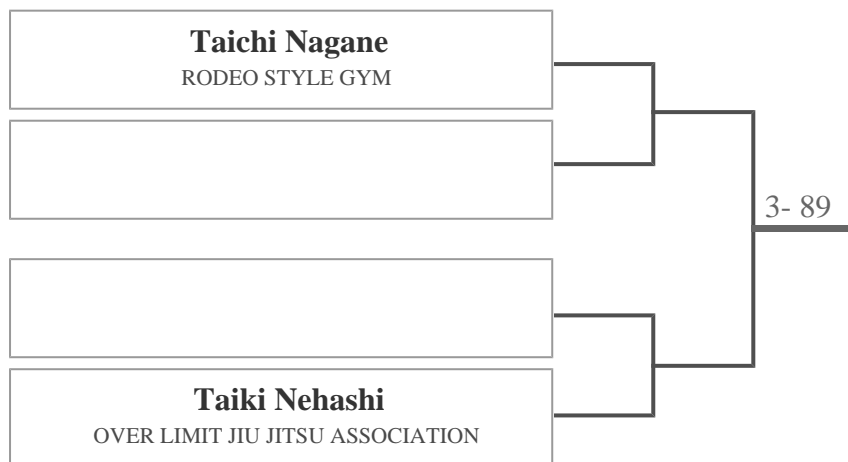 Taichi Nagane
RODEO STYLE GYM
3- 89
Taiki Nehashi
OVER LIMIT JIU JITSU ASSOCIATION